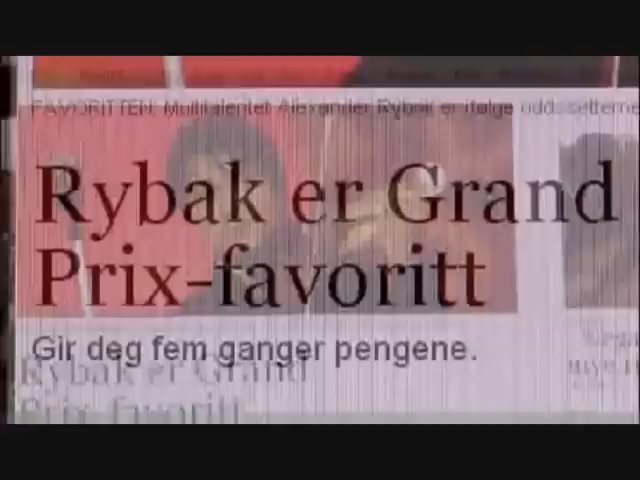 FAVORITTEN: Multitalentet Alexander Rybak er ifølge oddssetterne
Rybak er Grand
Prix-favoritt
Gir deg fem ganger pengene.
Rybak er Grand
Prix-favoritt